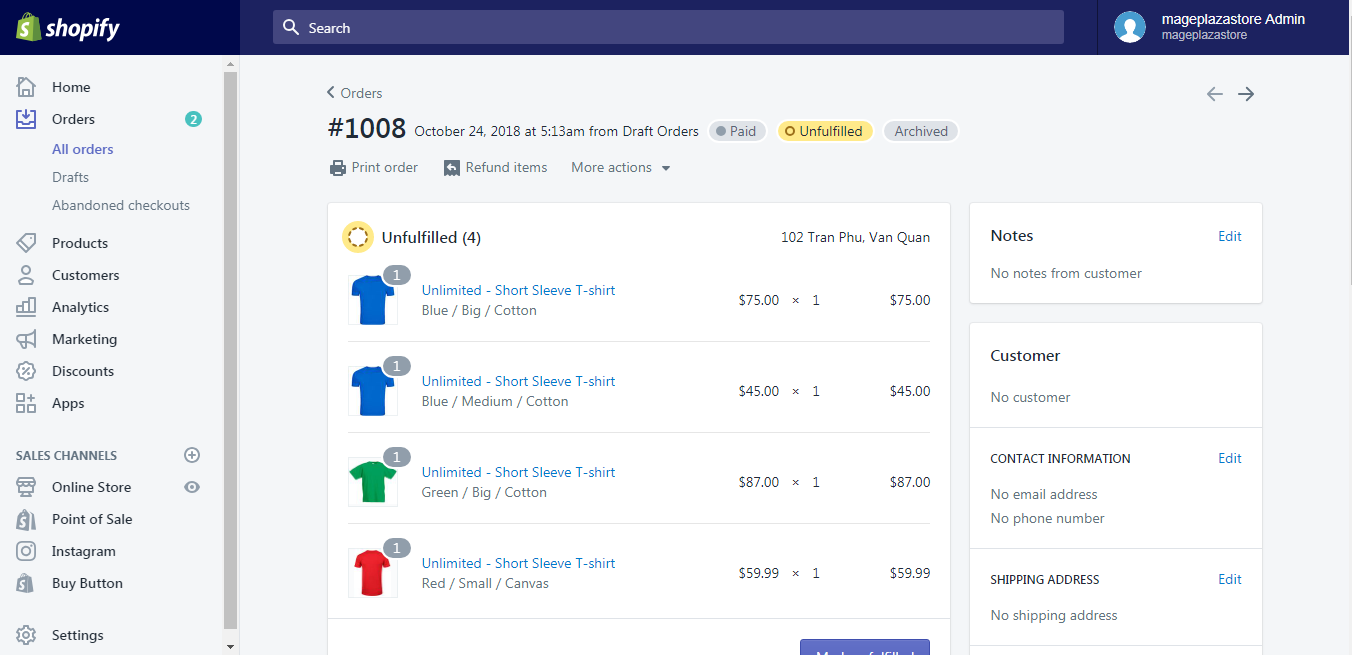 shopify
Search
mageplazastore Admin
mageplazastore
Home
Orders 2
All orders
Drafts
Abandoned checkouts
Products
Customers
Analytics
Marketing
Discounts
Apps
SALES CHANNELS
Online Store
Point of Sale
Instagram
Buy Button
Settings
Orders
#1008 October 24, 2018 at 5:13am from Draft Orders Paid Unfulfilled Archived
Print order Refund items More actions
Unfulfilled (4) 102 Tran Phu, Van Quan
1
Unlimited - Short Sleeve T-shirt
Blue / Big / Cotton
$75.00 × 1 $75.00
1
Unlimited - Short Sleeve T-shirt
Blue / Medium / Cotton
$45.00 × 1 $45.00
1
Unlimited - Short Sleeve T-shirt
Green / Big / Cotton
$87.00 × 1 $87.00
1
Unlimited - Short Sleeve T-shirt
Red / Small / Canvas
$59.99 × 1 $59.99
Notes Edit
No notes from customer
Customer
No customer
CONTACT INFORMATION Edit
No email address
No phone number
SHIPPING ADDRESS Edit
No shipping address